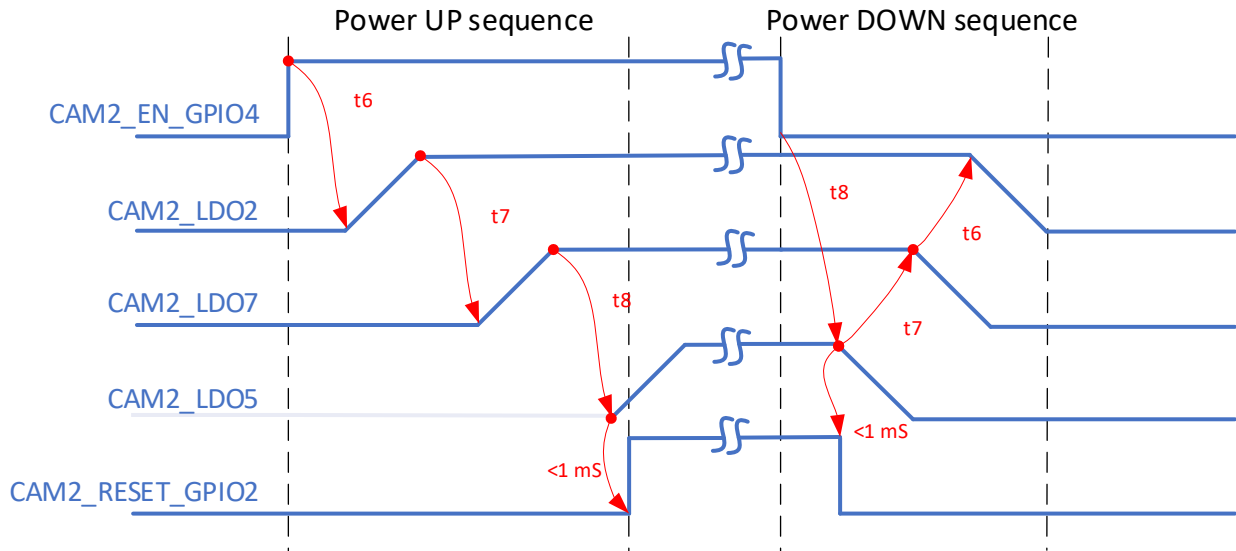 Power UP sequence
Power DOWN sequence
CAM2_EN_GPIO4
t6
CAM2_LDO2
t7
t8
t6
CAM2_LDO7
t8
t7
CAM2_LDO5
<1 mS
<1 mS
CAM2_RESET_GPIO2